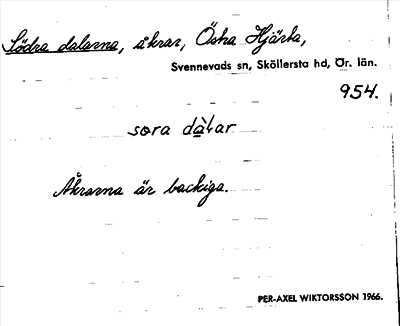 Södra dalarna, åkrar, Östra Hjärta,
Svennevads sn, Sköllersta hd, Ör. län.
954.
sora dàlar
Åkrarna är backiga.
PER-AXEL WIKTORSSON 1966.